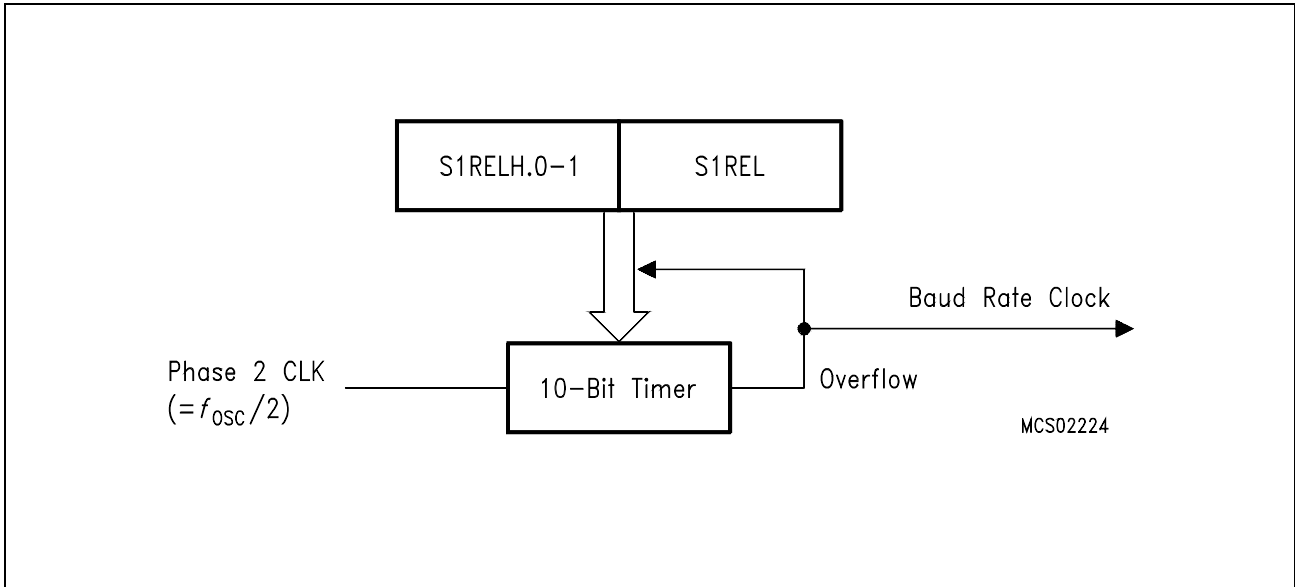 S1RELH.0-1
S1REL
Baud Rate Clock
Phase 2 CLK
(=fOSC/2)
10-Bit Timer
Overflow
MCS02224